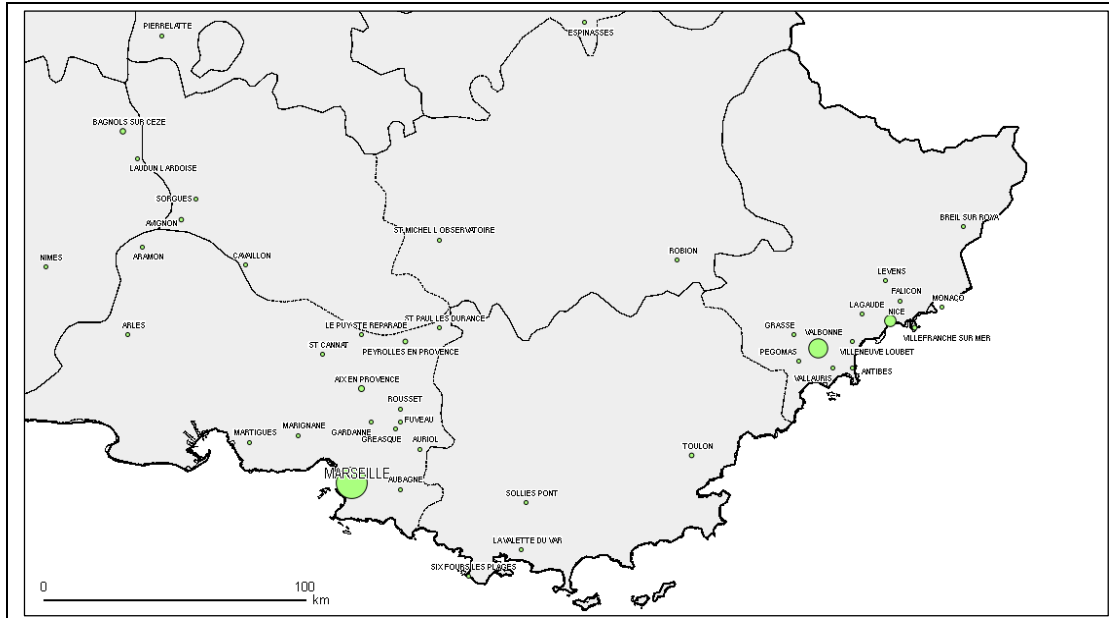 PIERRELATTE
ESPINASSES
BAGNOLS SUR CEZE
LAUDUN LARDOISE
SORGUES
AVIGNON
ARAMON
NIMES
CAVAILLON
ST-MICHEL L OBSERVATOIRE
ROBION
BREIL SUR ROYA
LEVENS
FALICON
MONACO
LAGAUDE
NICE
VILLEFRANCHE SUR MER
ARLES
LE PUY-STE REPARADE
ST PAUL LES DURANCE
PEYROLLES EN PROVENCE
ST CANNAT
GRASSE
VALBONNE
PEGOMAS
VILLENEUVE LOUBET
VALLAURIS
ANTIBES
AIX EN PROVENCE
ROUSSET
FUVEAU
GARDANNE
GREASQUE
AURIOL
MARTIGUES
MARIGNANE
MARSEILLE
AUBAGNE
TOULON
SOLLIES PONT
LAVALETTE DU VAR
SIX FOURS LES PLAGES
0
100
km